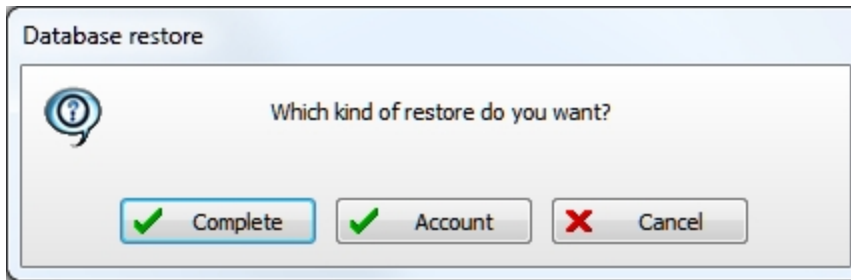 Database restore
Which kind of restore do you want?
Complete
Account
Cancel